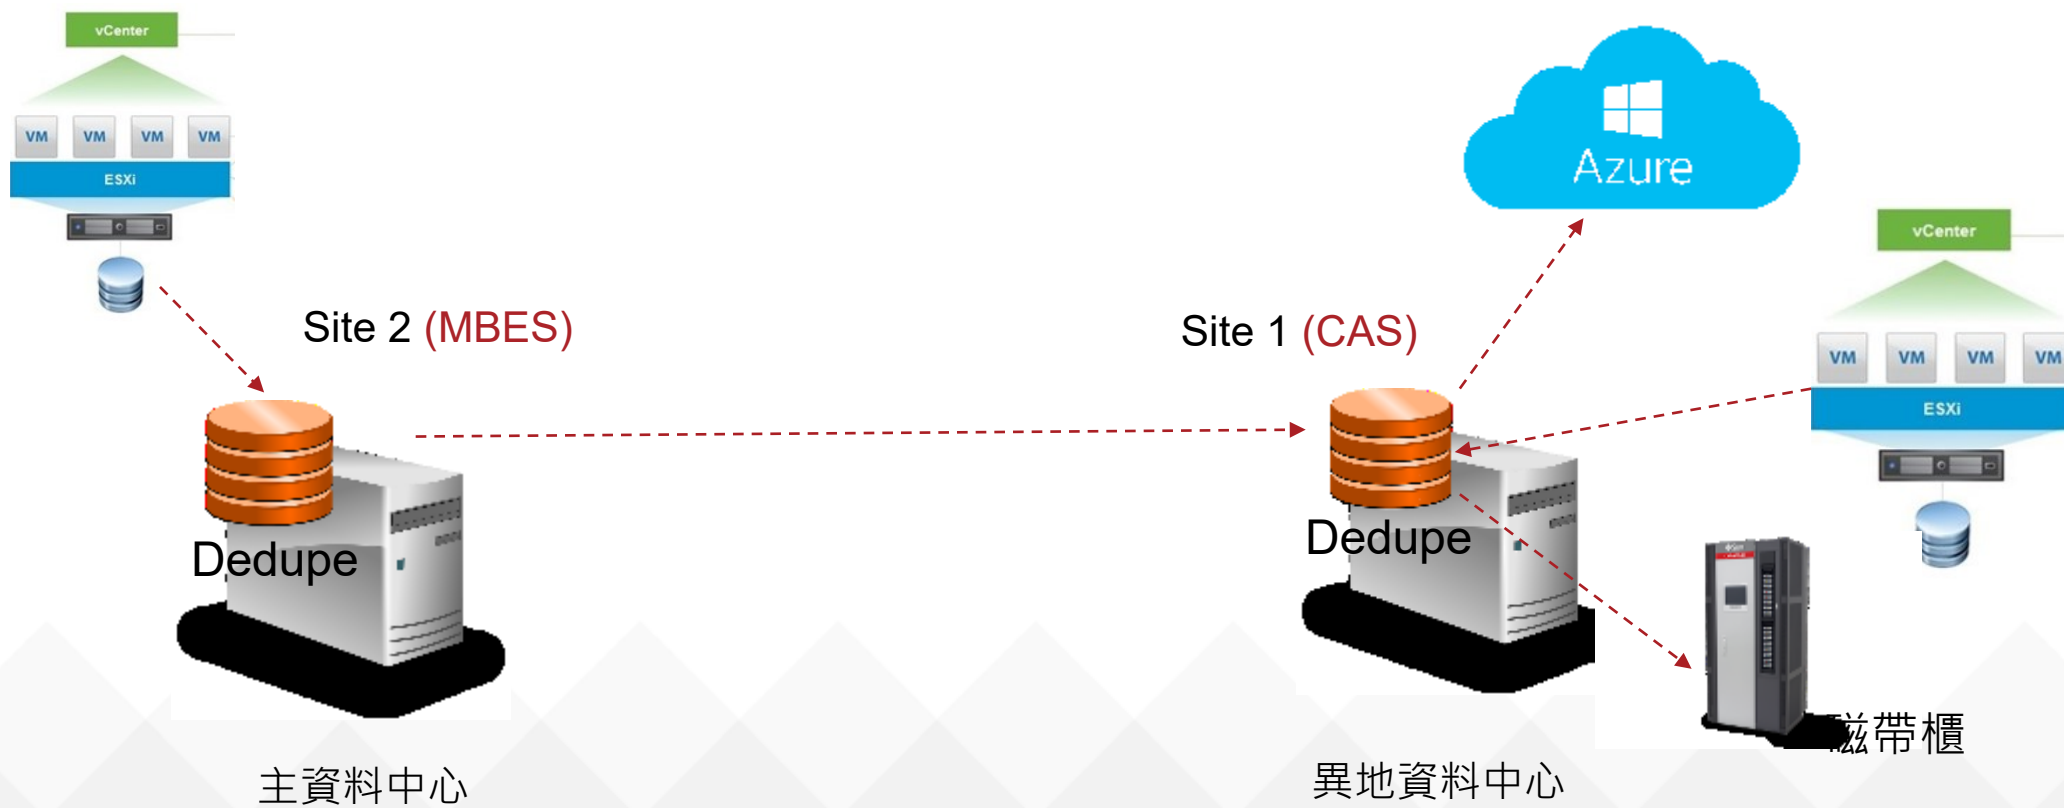 vCenter
VM VM VM VM
ESXi
Azure
vCenter
VM VM VM VM
ESXi
Site 2 (MBES)
Site 1 (CAS)
Dedupe
Dedupe
磁帶櫃
主資料中心
異地資料中心